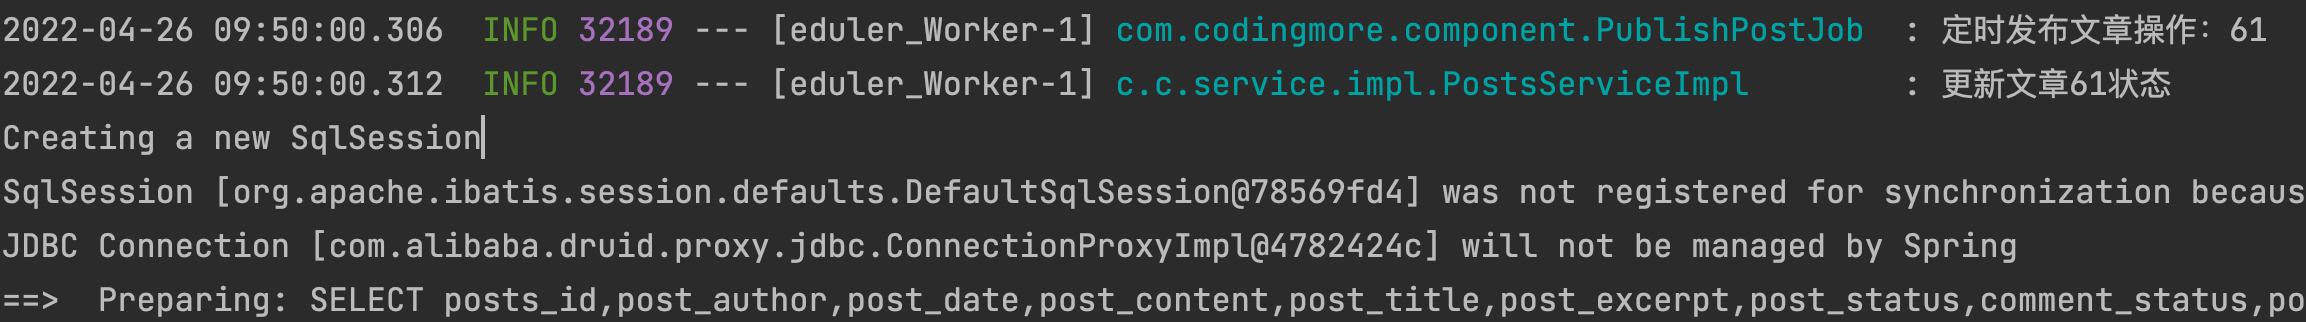 2022-04-26 09:50:00.306  INFO 32189 --- [eduler_Worker-1] com.codingmore.component.PublishPostJob  : 定时发布文章操作：61
2022-04-26 09:50:00.312  INFO 32189 --- [eduler_Worker-1] c.c.service.impl.PostsServiceImpl        : 更新文章61状态
Creating a new SqlSession
SqlSession [org.apache.ibatis.session.defaults.DefaultSqlSession@78569fd4] was not registered for synchronization becaus
JDBC Connection [com.alibaba.druid.proxy.jdbc.ConnectionProxyImpl@4782424c] will not be managed by Spring
==>  Preparing: SELECT posts_id,post_author,post_date,post_content,post_title,post_excerpt,post_status,comment_status,po